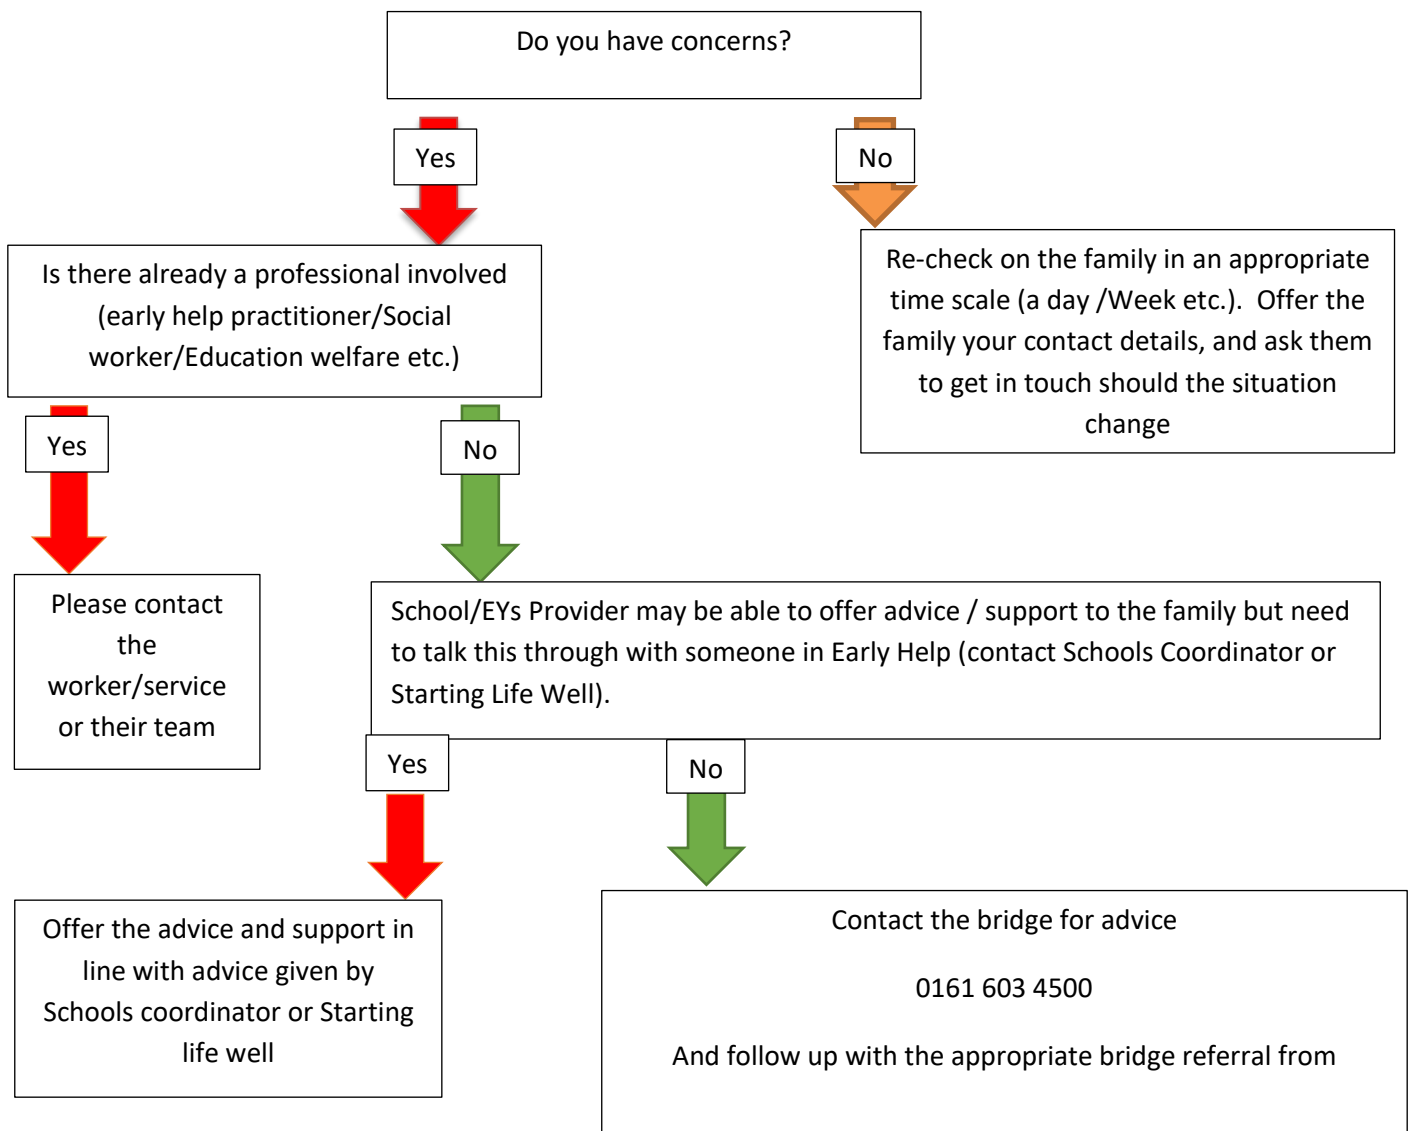 Do you have concerns?
Yes
No
Is there already a professional involved
(early help practitioner/Social
worker/Education welfare etc.)
Re-check on the family in an appropriate
time scale (a day /Week etc.).  Offer the
family your contact details, and ask them
to get in touch should the situation
change
Yes
No
Please contact
the
worker/service
or their team
School/EYs Provider may be able to offer advice / support to the family but need
to talk this through with someone in Early Help (contact Schools Coordinator or
Starting Life Well).
Yes
No
Offer the advice and support in
line with advice given by
Schools coordinator or Starting
life well
Contact the bridge for advice
0161 603 4500
And follow up with the appropriate bridge referral from